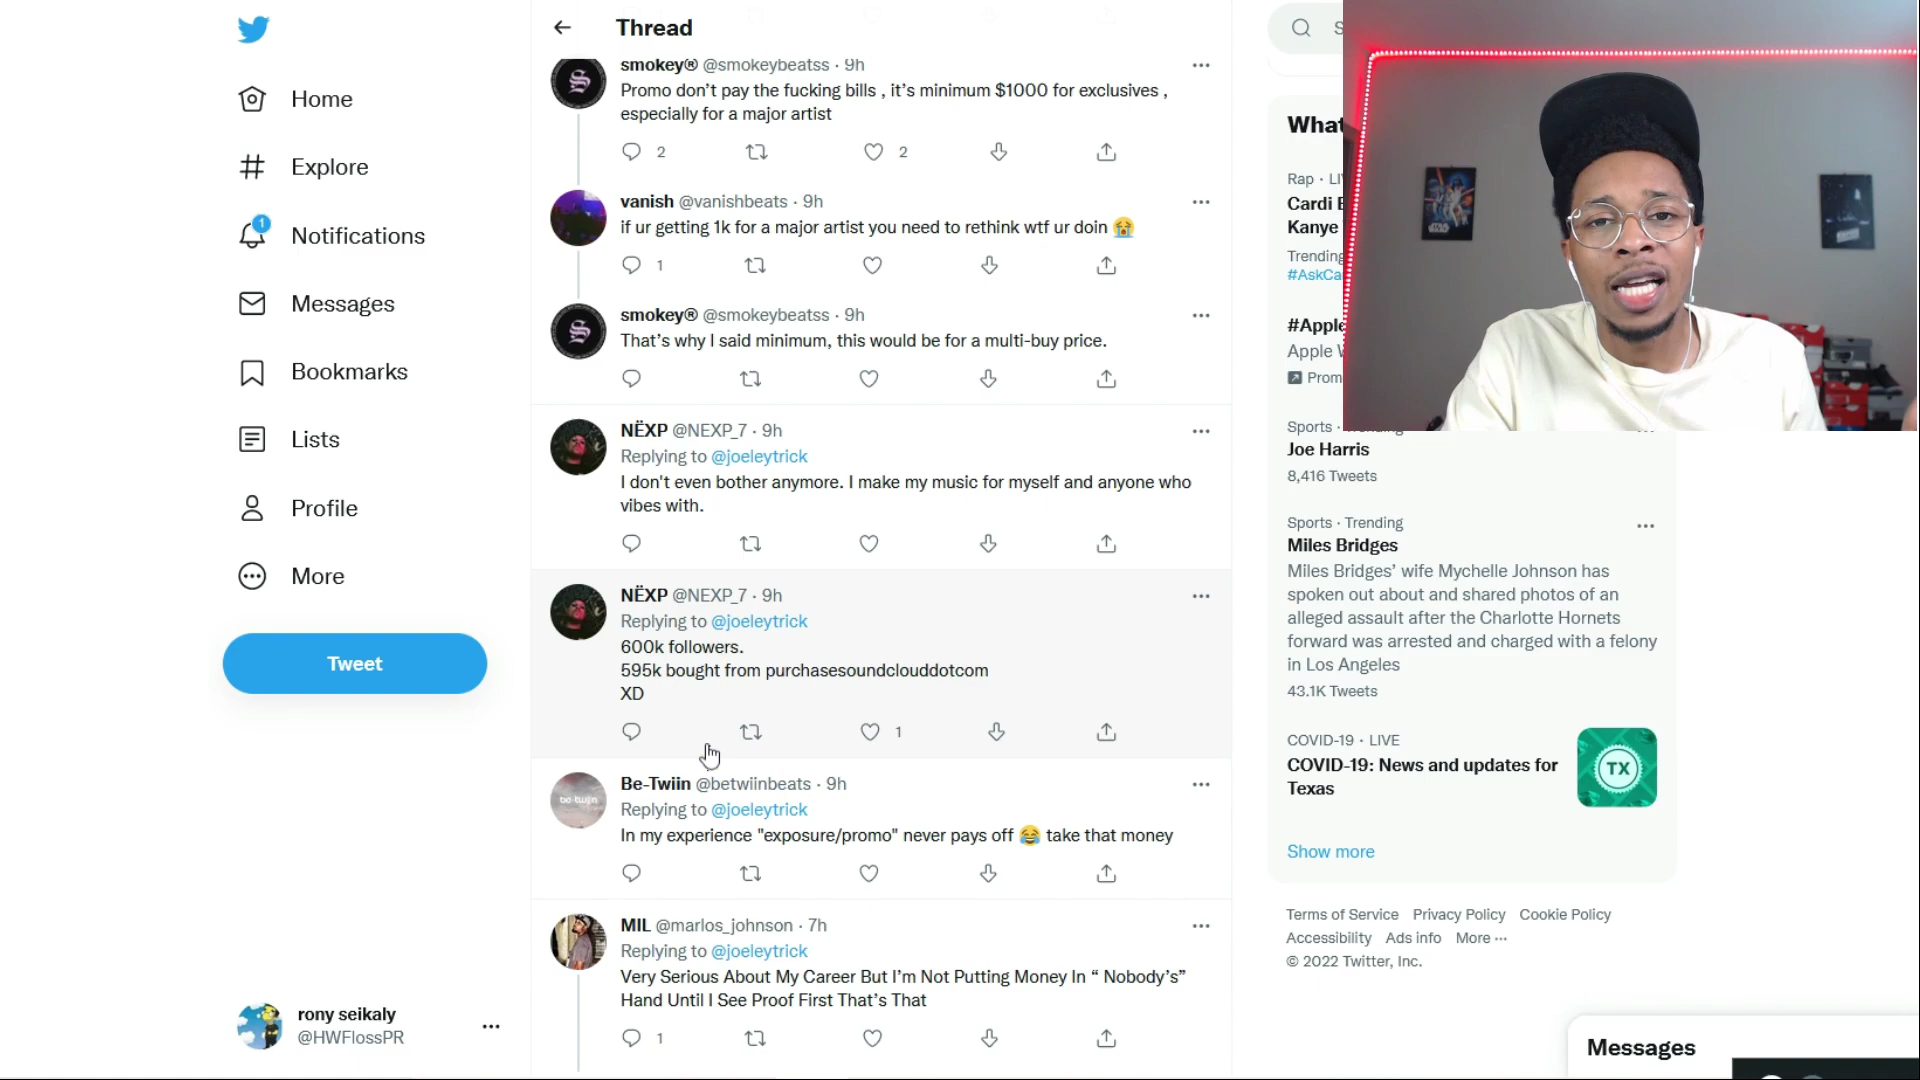 Home
Explore
1
Notifications
Messages
Bookmarks
Lists
Profile
More
Tweet
rony seikaly
@HWFlossPR
Thread
smokey® @smokeybeatss · 9h
Promo don't pay the fucking bills , it's minimum $1000 for exclusives ,
especially for a major artist
2 2
vanish @vanishbeats · 9h
if ur getting 1k for a major artist you need to rethink wtf ur doin 😭
1
smokey® @smokeybeatss · 9h
That's why I said minimum, this would be for a multi-buy price.
NËXP @NEXP_7 · 9h
Replying to @joeleytrick
I don't even bother anymore. I make my music for myself and anyone who
vibes with.
NËXP @NEXP_7 · 9h
Replying to @joeleytrick
600k followers.
595k bought from purchasesoundclouddotcom
XD
1
Be-Twiin @betwiinbeats · 9h
Replying to @joeleytrick
In my experience "exposure/promo" never pays off 😂 take that money
MIL @marlos_johnson · 7h
Replying to @joeleytrick
Very Serious About My Career But I'm Not Putting Money In “ Nobody's”
Hand Until I See Proof First That's That
1
What
Rap · LI
Cardi
Kanye
Trending
#AskCa
#Apple
Apple
Prom
Sports · Trending
Joe Harris
8,416 Tweets
Sports · Trending
Miles Bridges
Miles Bridges' wife Mychelle Johnson has
spoken out about and shared photos of an
alleged assault after the Charlotte Hornets
forward was arrested and charged with a felony
in Los Angeles
43.1K Tweets
COVID-19 · LIVE
COVID-19: News and updates for
Texas
TX
Show more
Terms of Service Privacy Policy Cookie Policy
Accessibility Ads info More ···
© 2022 Twitter, Inc.
Messages
STAR WARS